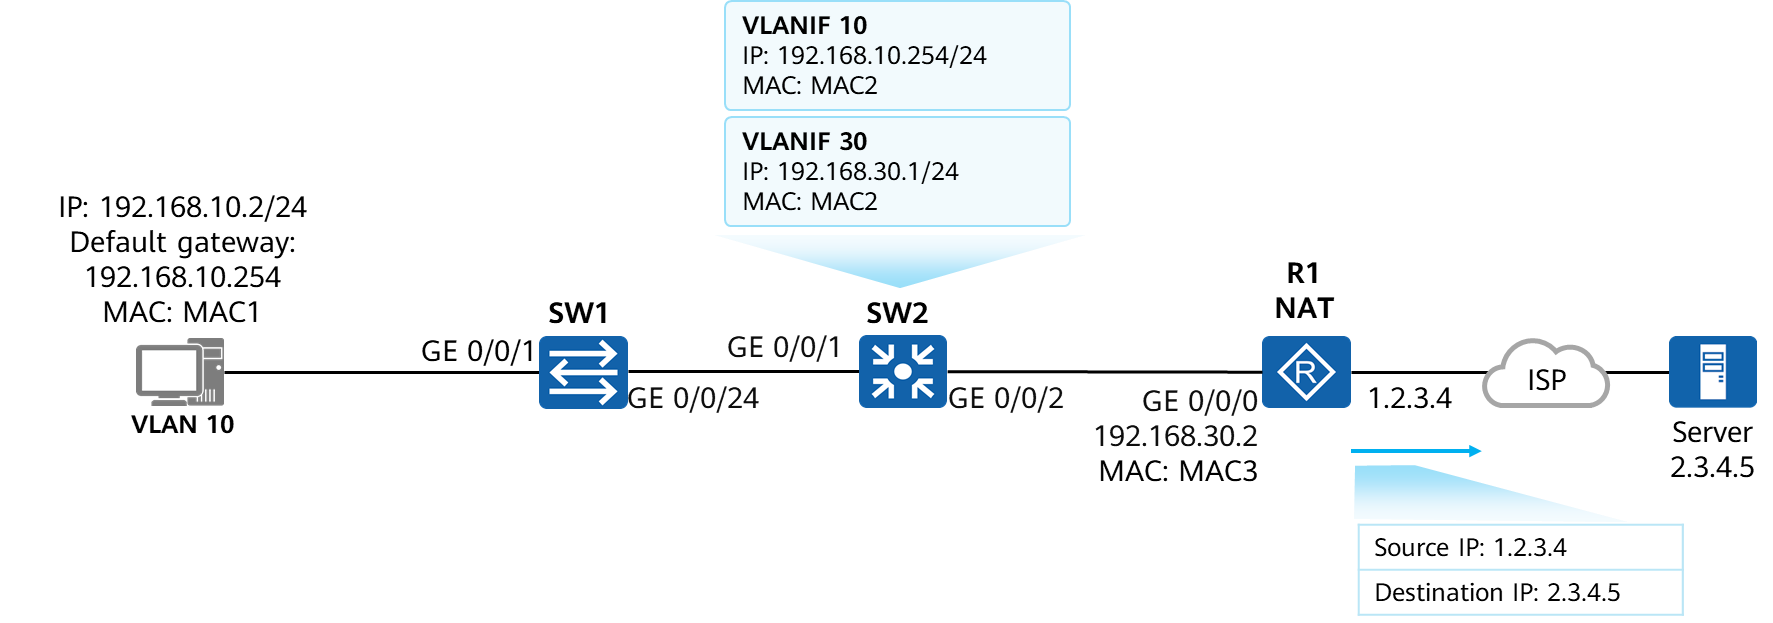 VLANIF 10
IP: 192.168.10.254/24
MAC: MAC2
VLANIF 30
IP: 192.168.30.1/24
MAC: MAC2
IP: 192.168.10.2/24
Default gateway:
192.168.10.254
MAC: MAC1
VLAN 10
SW1
GE 0/0/1
GE 0/0/24
SW2
GE 0/0/1
GE 0/0/2
R1
NAT
R
GE 0/0/0
192.168.30.2
MAC: MAC3
1.2.3.4
ISP
Server
2.3.4.5
Source IP: 1.2.3.4
Destination IP: 2.3.4.5